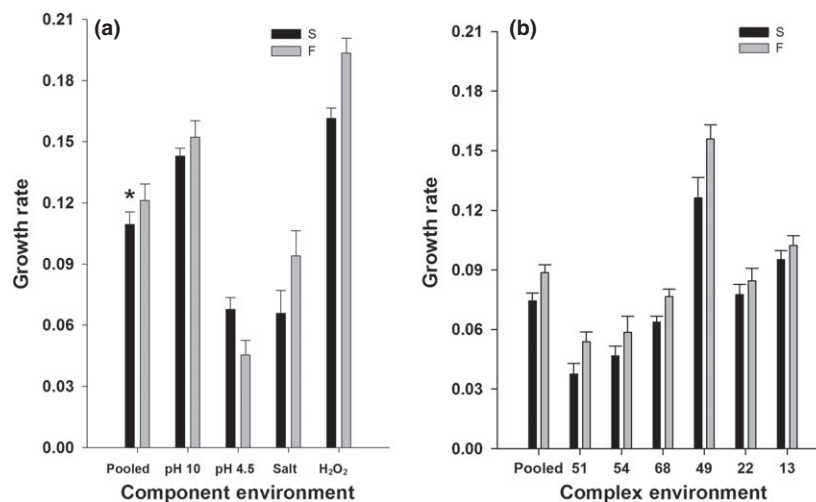 (a)
S
F
0.21
0.18
0.15
0.12
0.09
0.06
0.03
0.00
Growth rate
*
Pooled pH 10 pH 4.5 Salt H₂O₂
Component environment
(b)
S
F
0.21
0.18
0.15
0.12
0.09
0.06
0.03
0.00
Growth rate
Pooled 51 54 68 49 22 13
Complex environment